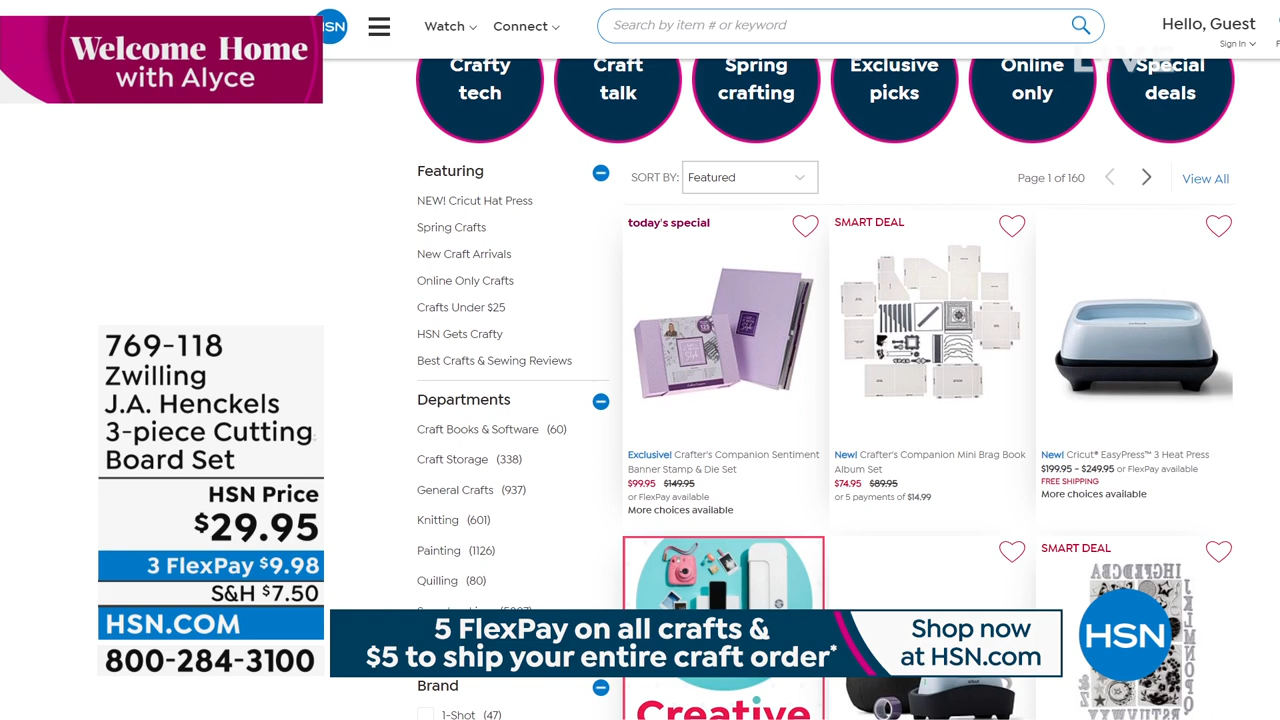 Welcome Home
with Alyce
HSN
Watch
Connect
Search by item # or keyword
Hello, Guest
Sign In
LIVE
Crafty
tech
Craft
talk
Spring
crafting
Exclusive
picks
Online
only
Special
deals
Featuring
NEW! Cricut Hat Press
Spring Crafts
New Craft Arrivals
Online Only Crafts
Crafts Under $25
HSN Gets Crafty
Best Crafts & Sewing Reviews
Departments
Craft Books & Software (60)
Craft Storage (338)
General Crafts (937)
Knitting (601)
Painting (1126)
Quilling (80)
Brand
1-Shot (47)
SORT BY: Featured
Page 1 of 160
View All
today's special
Exclusive! Crafter's Companion Sentiment
Banner Stamp & Die Set
$99.95 $149.95
or FlexPay available
More choices available
SMART DEAL
New! Crafter's Companion Mini Brag Book
Album Set
$74.95 $89.95
or 5 payments of $14.99
New! Cricut® EasyPress™ 3 Heat Press
$199.95 - $249.95 or FlexPay available
FREE SHIPPING
More choices available
Creative
SMART DEAL
769-118
Zwilling
J.A. Henckels
3-piece Cutting
Board Set
HSN Price
$29.95
3 FlexPay $9.98
S&H $7.50
HSN.COM
800-284-3100
5 FlexPay on all crafts &
$5 to ship your entire craft order*
Shop now
at HSN.com
HSN